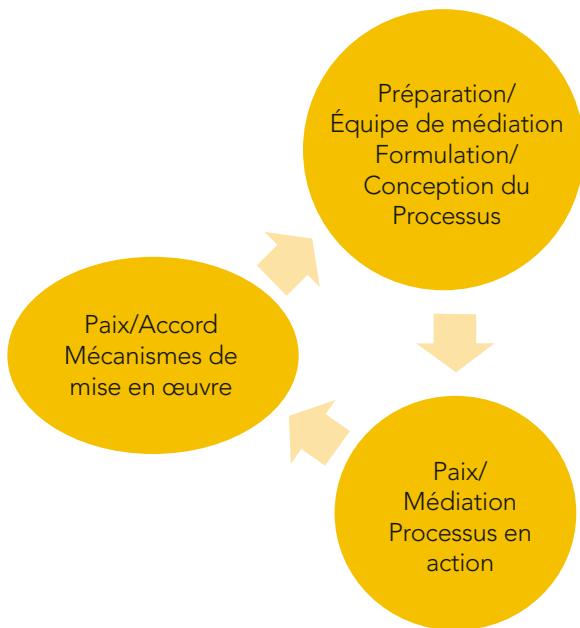 Préparation/
Équipe de médiation
Formulation/
Conception du
Processus
Paix/Accord
Mécanismes de
mise en œuvre
Paix/
Médiation
Processus en
action